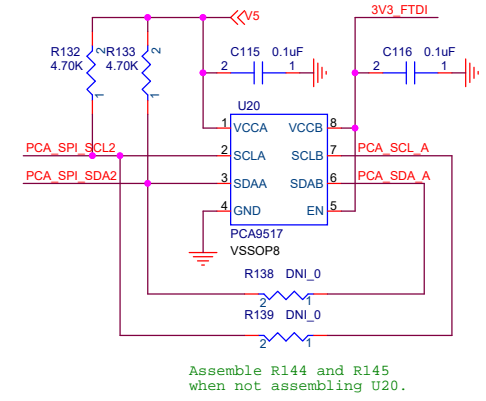 V5
3V3_FTDI
R132
4.70K
2
1
R133
4.70K
2
1
C115
0.1uF
2
1
C116
0.1uF
2
1
U20
1 VCCA
VCCB 8
2 SCLA
SCLB 7
3 SDAA
SDAB 6
4 GND
EN 5
PCA_SPI_SCL2
PCA_SPI_SDA2
PCA_SCL_A
PCA_SDA_A
PCA9517
VSSOP8
R138 DNI_0
2
1
R139 DNI_0
2
1
Assemble R144 and R145
when not assembling U20.